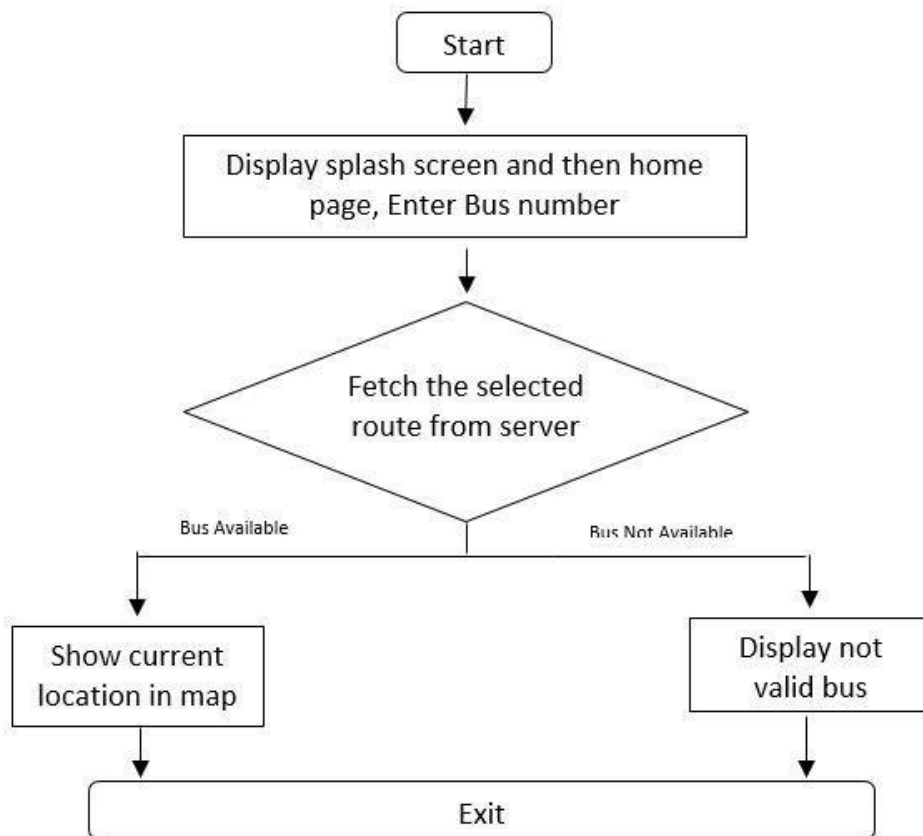 Start
Display splash screen and then home
page, Enter Bus number
Fetch the selected
route from server
Bus Available
Bus Not Available
Show current
location in map
Display not
valid bus
Exit